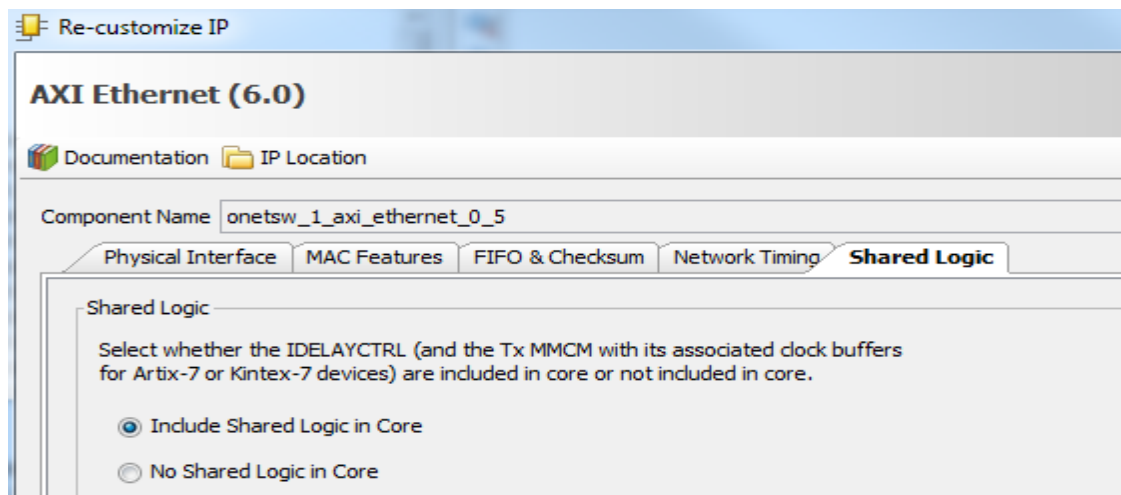 Re-customize IP
AXI Ethernet (6.0)
Documentation IP Location
Component Name onetsw_1_axi_ethernet_0_5
Physical Interface MAC Features FIFO & Checksum Network Timing Shared Logic
Shared Logic
Select whether the IDELAYCTRL (and the Tx MMCM with its associated clock buffers
for Artix-7 or Kintex-7 devices) are included in core or not included in core.
Include Shared Logic in Core
No Shared Logic in Core